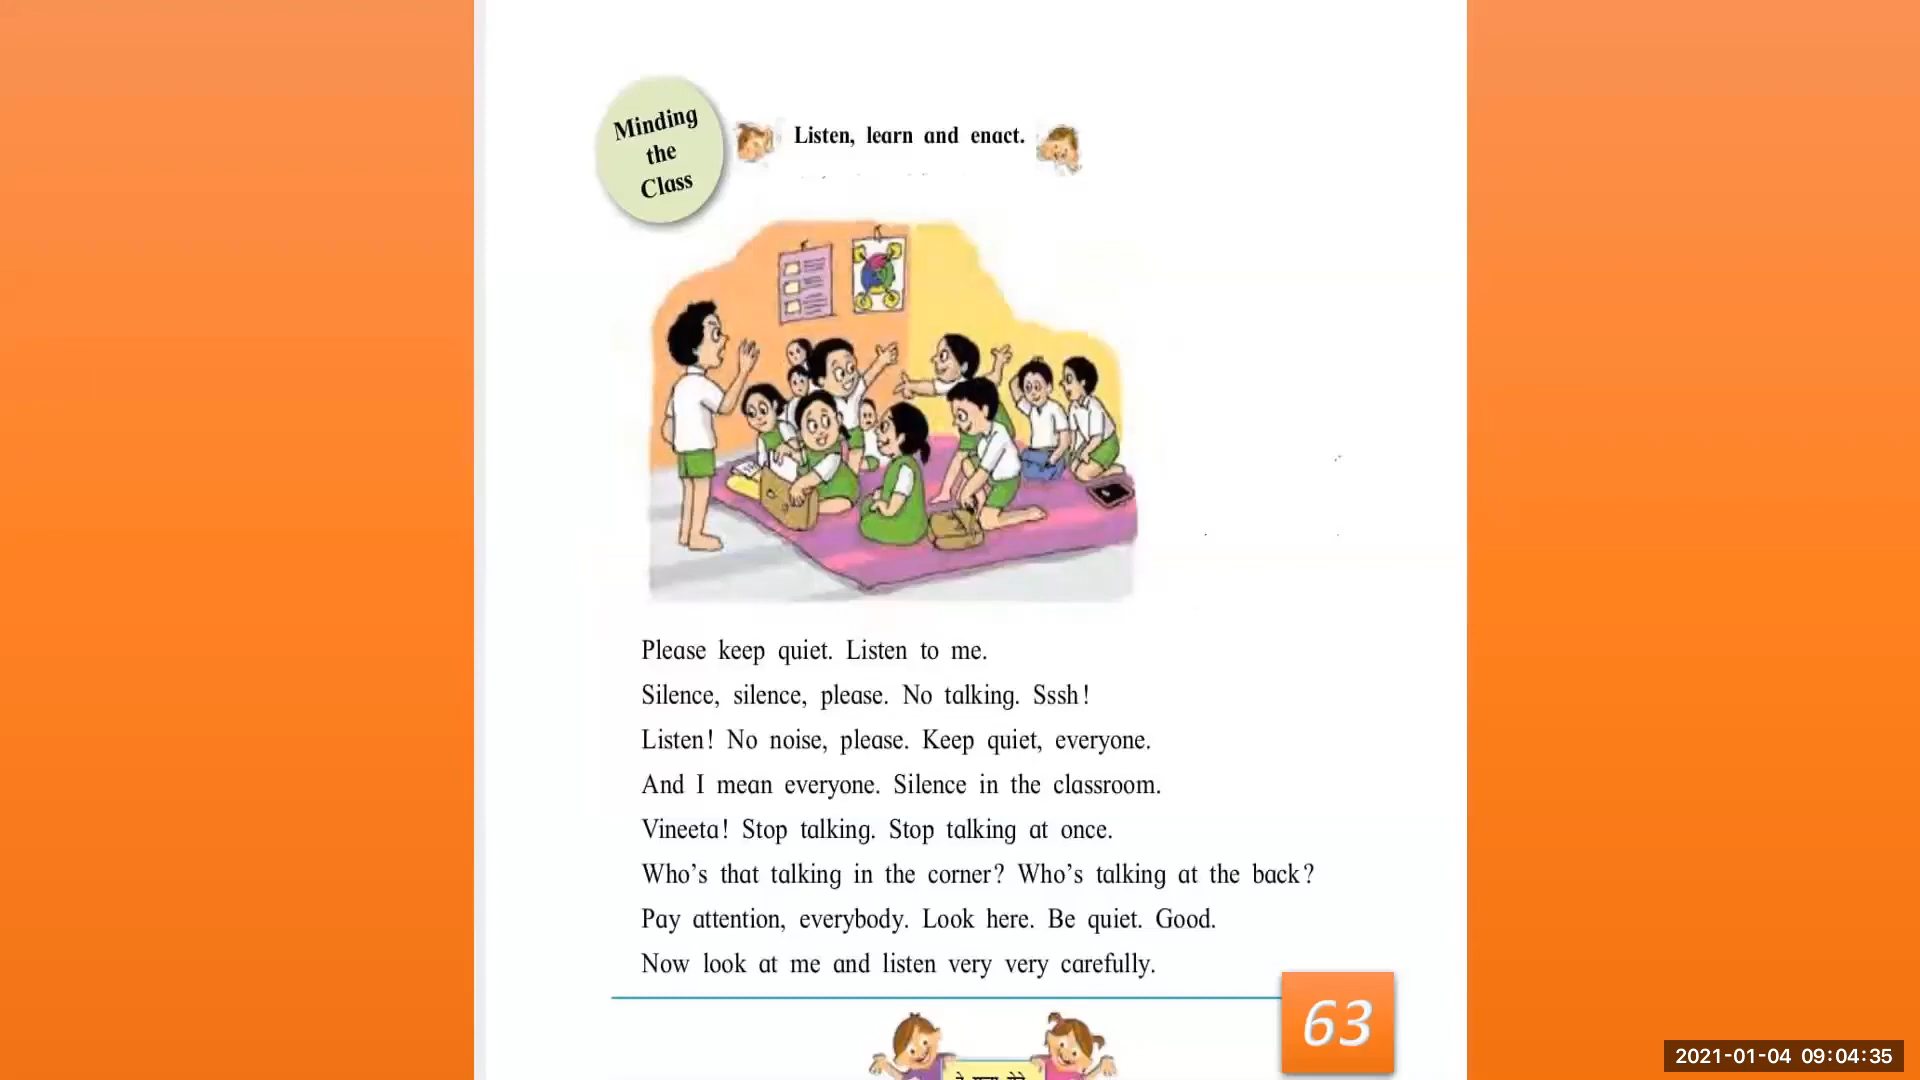 Minding
the
Class
Listen, learn and enact.
Please keep quiet. Listen to me.
Silence, silence, please. No talking. Sssh!
Listen! No noise, please. Keep quiet, everyone.
And I mean everyone. Silence in the classroom.
Vineeta! Stop talking. Stop talking at once.
Who's that talking in the corner? Who's talking at the back?
Pay attention, everybody. Look here. Be quiet. Good.
Now look at me and listen very very carefully.
63
2021-01-04 09:04:35